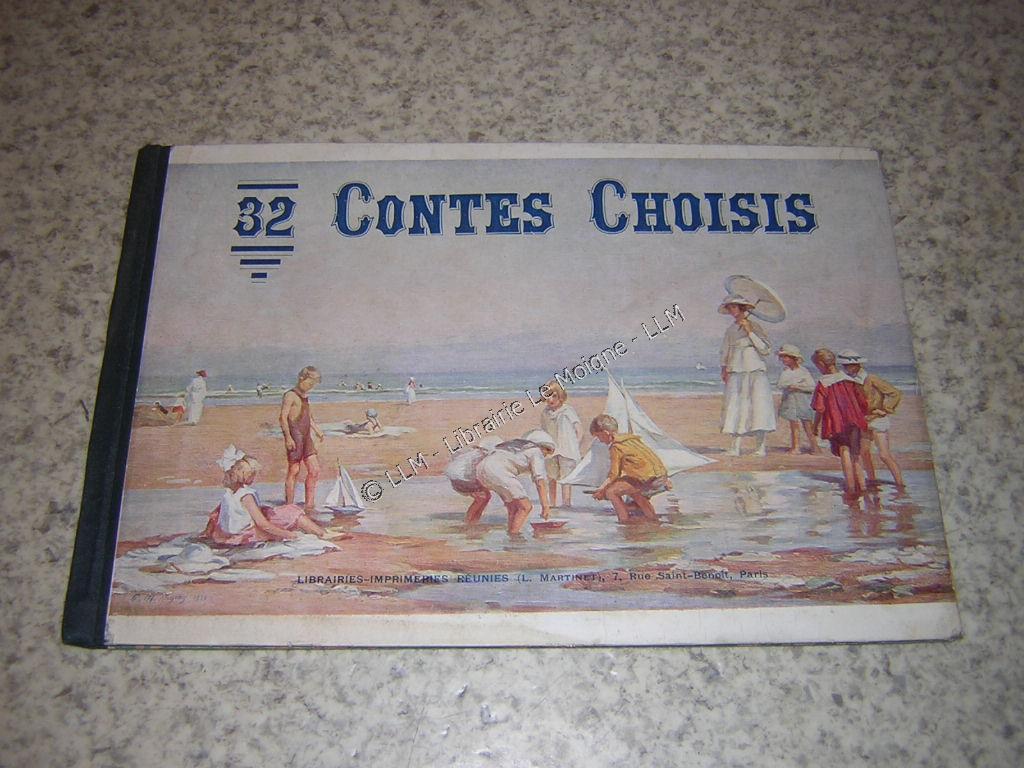 32 CONTES CHOISIS
© LLM - Librairie Le Moigne - LLM
LIBRAIRIES-IMPRIMERIES RÉUNIES (L. MARTINET), 7, RUE SAINT-BENOÎT, PARIS